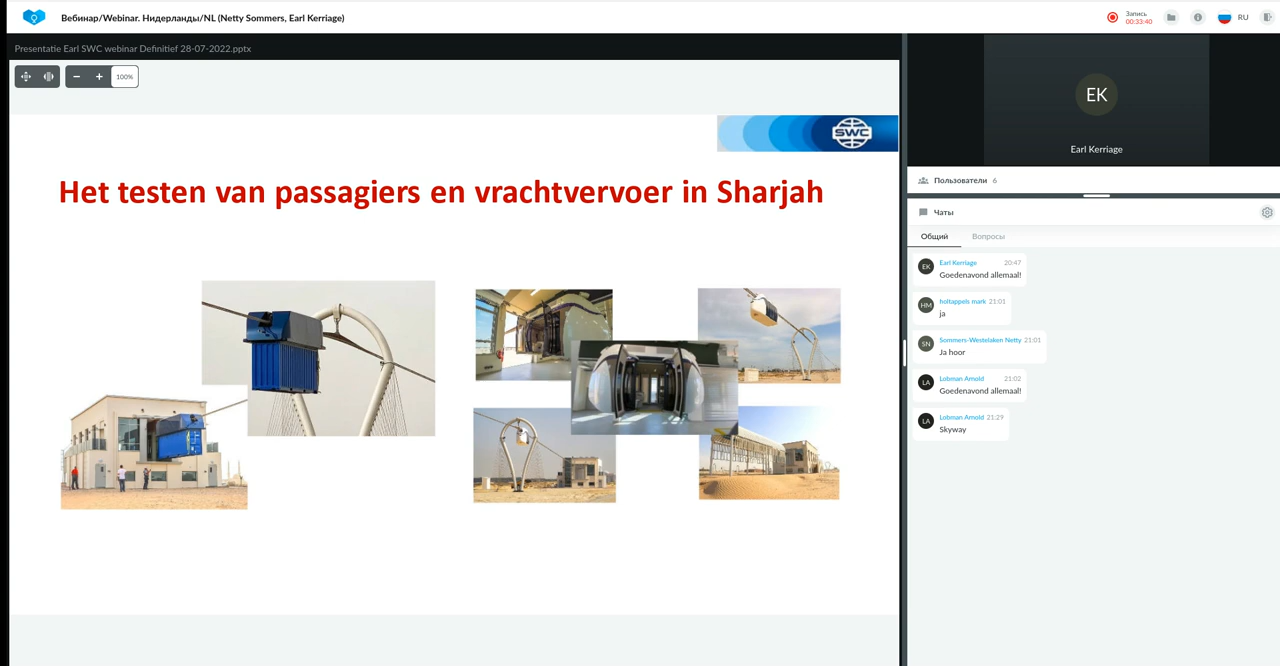 Вебинар/Webinar. Нидерланды/NL (Netty Sommers, Earl Kerriage)
Запись
00:33:40
RU
Presentatie Earl SWC webinar Definitief 28-07-2022.pptx
100%
SWC
Het testen van passagiers en vrachtvervoer in Sharjah
EK
Earl Kerriage
Пользователи 6
Чаты
Общий Вопросы
EK Earl Kerriage 20:47
Goedenavond allemaal!
HM holtappels mark 21:01
ja
SN Sommers-Westelaken Netty 21:01
Ja hoor
LA Lobman Arnold 21:02
Goedenavond allemaal!
LA Lobman Arnold 21:29
Skyway